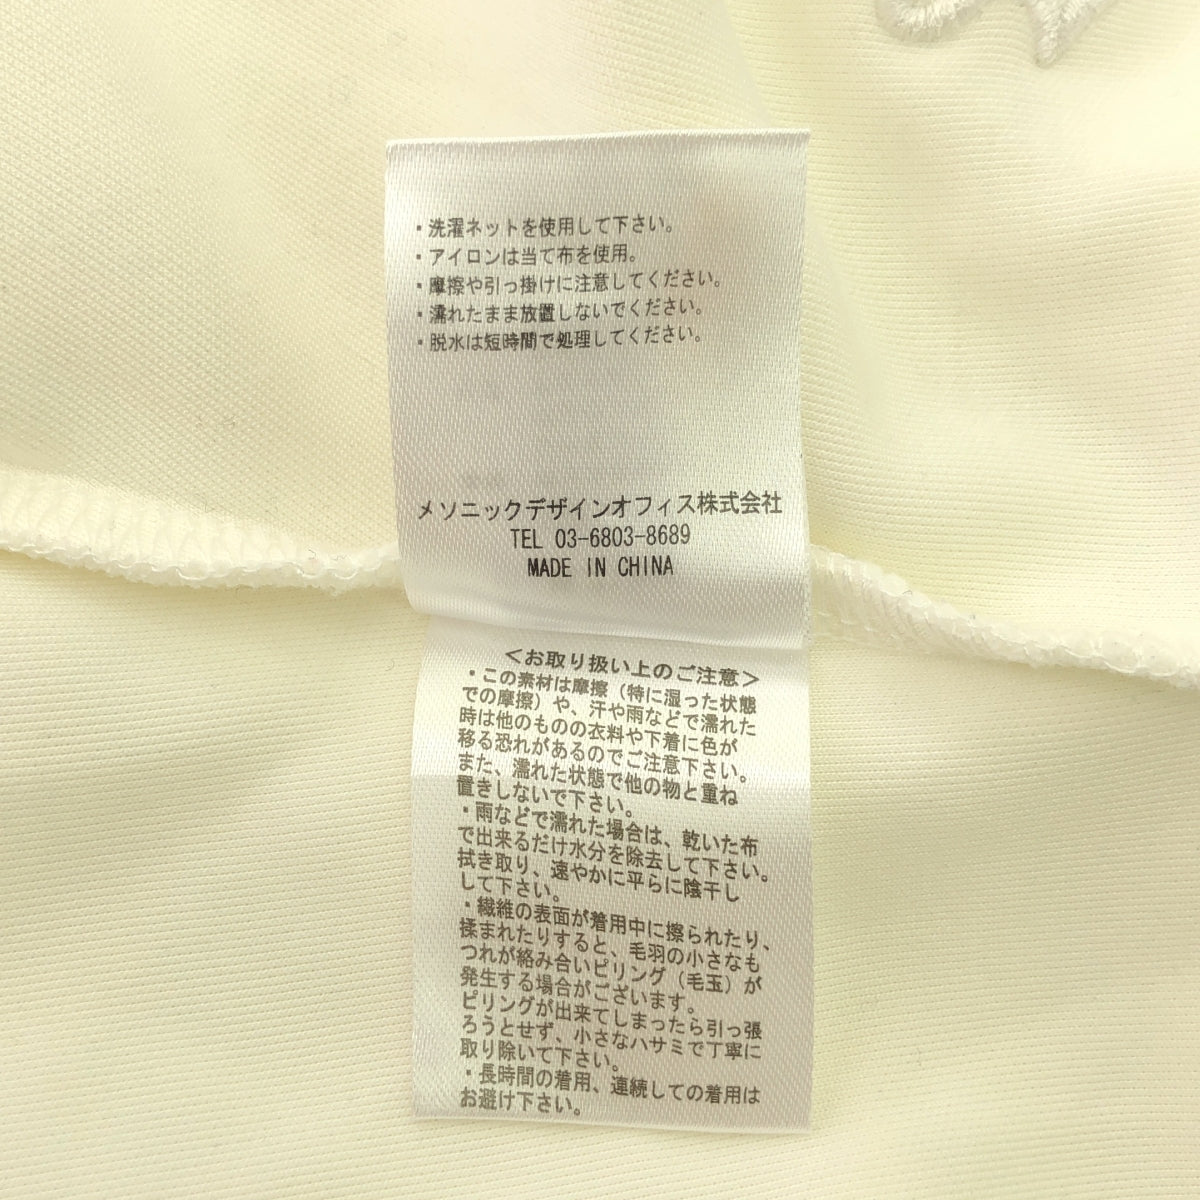 ・洗濯ネットを使用して下さい。
・アイロンは当て布を使用。
・摩擦や引っ掛けに注意してください。
・濡れたまま放置しないでください。
・脱水は短時間で処理してください。
メソニックデザインオフィス株式会社
TEL 03-6803-8689
MADE IN CHINA
＜お取り扱い上のご注意＞
・この素材は摩擦（特に湿った状態
での摩擦）や、汗や雨などで濡れた
時は他のものの衣料や下着に色が
移る恐れがあるのでご注意下さい。
また、濡れた状態で他の物と重ね
置きしないで下さい。
・雨などで濡れた場合は、乾いた布
で出来るだけ水分を除去して下さい。
拭き取り、速やかに平らに陰干し
して下さい。
・繊維の表面が着用中に擦られたり、
揉まれたりすると、毛羽の小さなも
つれが絡み合いピリング（毛玉）が
発生する場合がございます。
ピリングが出来てしまったら引っ張
ろうとせず、小さなハサミで丁寧に
取り除いて下さい。
・長時間の着用、連続しての着用は
お避け下さい。